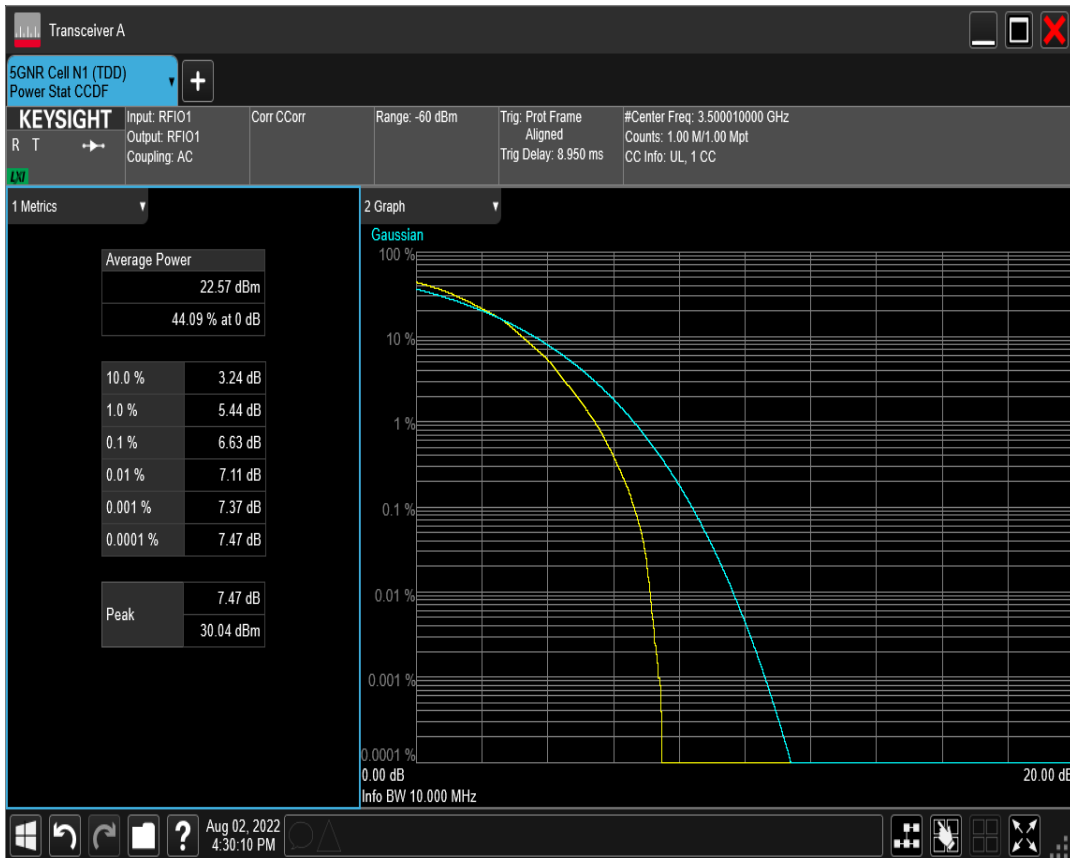 Transceiver A
5GNR Cell N1 (TDD)
Power Stat CCDF
+
KEYSIGHT
R T
LXI
Input: RFIO1
Output: RFIO1
Coupling: AC
Corr CCorr
Range: -60 dBm
Trig: Prot Frame
Aligned
Trig Delay: 8.950 ms
#Center Freq: 3.500010000 GHz
Counts: 1.00 M/1.00 Mpt
CC Info: UL, 1 CC
1 Metrics
Average Power
22.57 dBm
44.09 % at 0 dB
10.0 % 3.24 dB
1.0 % 5.44 dB
0.1 % 6.63 dB
0.01 % 7.11 dB
0.001 % 7.37 dB
0.0001 % 7.47 dB
Peak
7.47 dB
30.04 dBm
2 Graph
Gaussian
100 %
10 %
1 %
0.1 %
0.01 %
0.001 %
0.0001 %
0.00 dB 20.00 dB
Info BW 10.000 MHz
?
Aug 02, 2022
4:30:10 PM